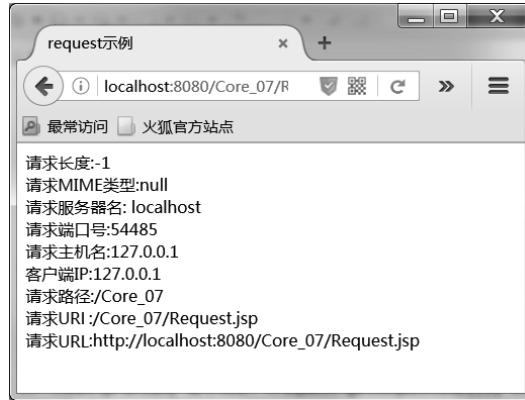 request示例
localhost:8080/Core_07/R
最常访问 火狐官方站点
请求长度:-1
请求MIME类型:null
请求服务器名: localhost
请求端口号:54485
请求主机名:127.0.0.1
客户端IP:127.0.0.1
请求路径:/Core_07
请求URI :/Core_07/Request.jsp
请求URL:http://localhost:8080/Core_07/Request.jsp